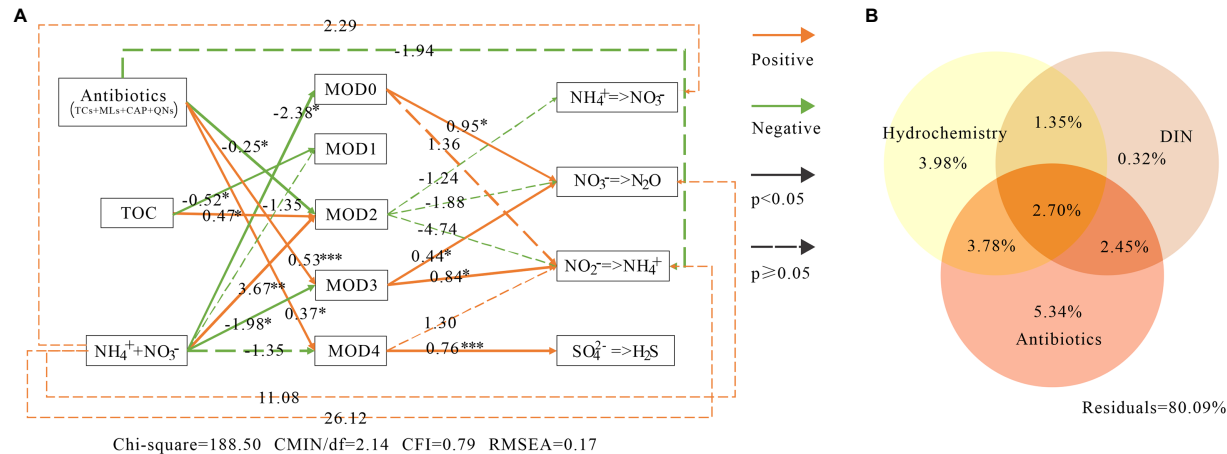 A
2.29
-1.94
Antibiotics
(TCs+MLs+CAP+QNs)
TOC
NH₄⁺+NO₃⁻
MOD0
MOD1
MOD2
MOD3
MOD4
-2.38*
-0.25*
-0.52*
0.47*
-1.35
0.53***
3.67**
-1.98*
0.37*
-1.35
0.95*
1.36
-1.24
-1.88
-4.74
0.44*
0.84*
1.30
0.76***
NH₄⁺=>NO₃⁻
NO₃⁻=>N₂O
NO₂⁻=>NH₄⁺
SO₄²⁻=>H₂S
11.08
26.12
Chi-square=188.50 CMIN/df=2.14 CFI=0.79 RMSEA=0.17
Positive
Negative
p<0.05
p≥0.05
B
Hydrochemistry
3.98%
1.35%
DIN
0.32%
2.70%
3.78%
2.45%
5.34%
Antibiotics
Residuals=80.09%